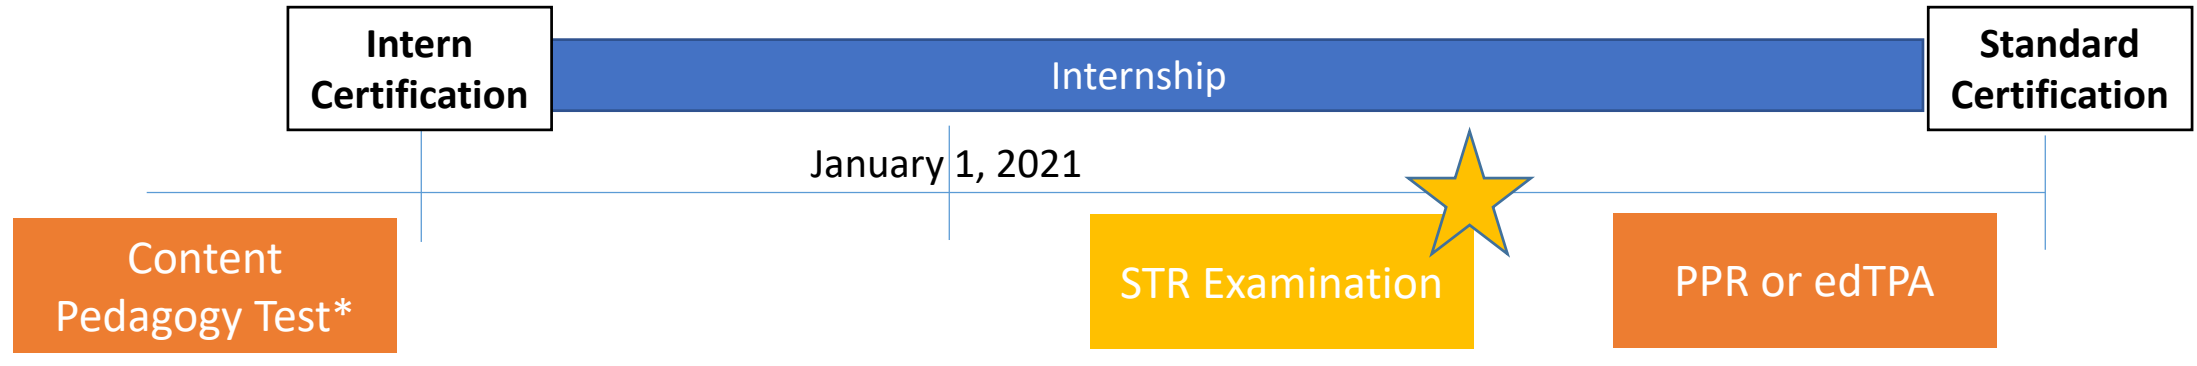 Intern
Certification
Internship
Standard
Certification
January 1, 2021
Content
Pedagogy Test*
STR Examination
PPR or edTPA